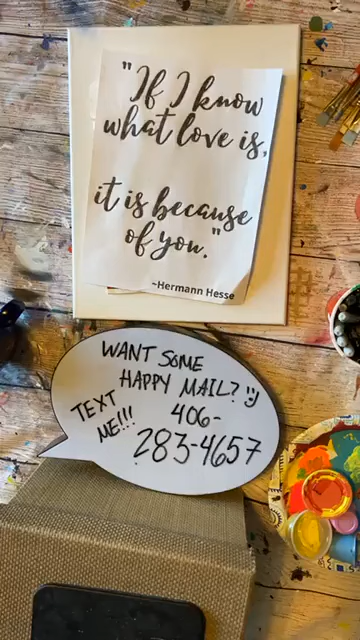 "If I know
what love is,
it is because
of you."
~Hermann Hesse
WANT SOME
HAPPY MAIL? :)
TEXT
ME!!!
406-
283-4657